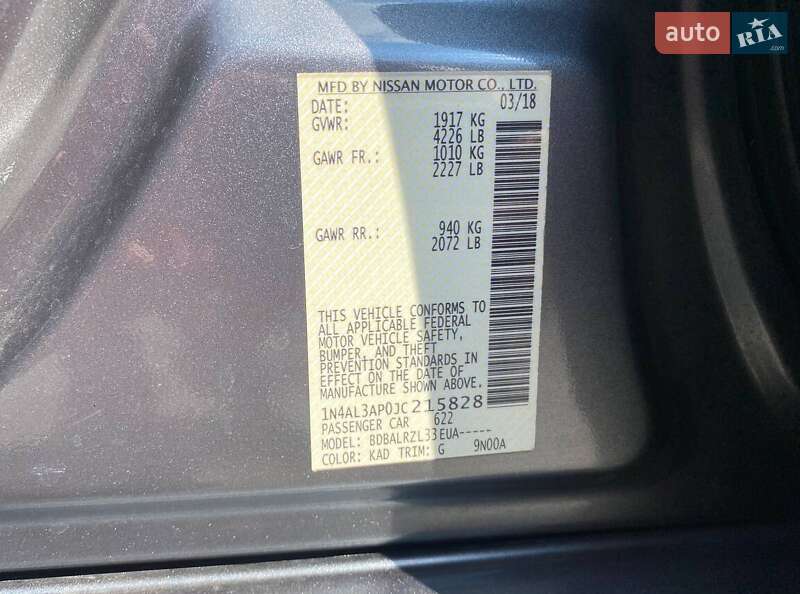 auto RIA.com
MFD BY NISSAN MOTOR CO., LTD.
DATE: 03/18
GVWR: 1917 KG
4226 LB
GAWR FR.: 1010 KG
2227 LB
GAWR RR.: 940 KG
2072 LB
THIS VEHICLE CONFORMS TO
ALL APPLICABLE FEDERAL
MOTOR VEHICLE SAFETY,
BUMPER, AND THEFT
PREVENTION STANDARDS IN
EFFECT ON THE DATE OF
MANUFACTURE SHOWN ABOVE.
1N4AL3AP0JC215828
PASSENGER CAR 622
MODEL: BDBALRZL33EUA-----
COLOR: KAD TRIM: G 9N00A